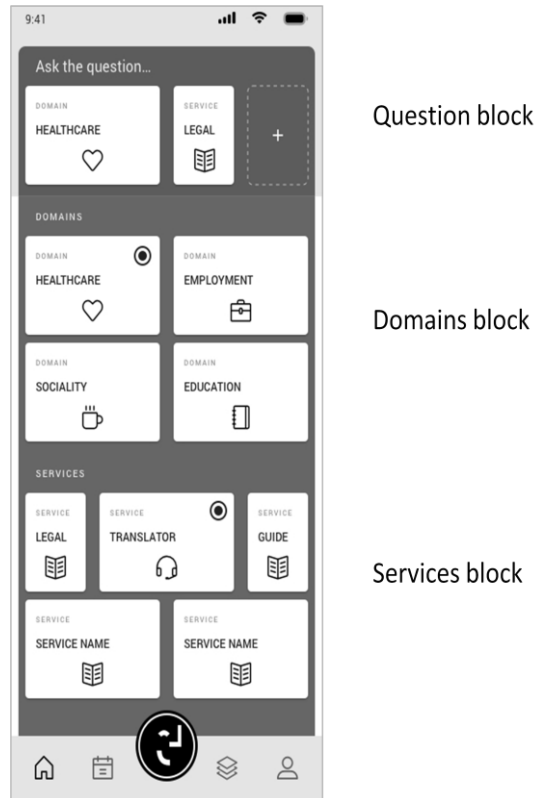 9:41
Ask the question...
DOMAIN
HEALTHCARE
SERVICE
LEGAL
+
Question block
DOMAINS
DOMAIN
HEALTHCARE
DOMAIN
EMPLOYMENT
Domains block
DOMAIN
SOCIALITY
DOMAIN
EDUCATION
SERVICES
SERVICE
LEGAL
SERVICE
TRANSLATOR
SERVICE
GUIDE
Services block
SERVICE
SERVICE NAME
SERVICE
SERVICE NAME